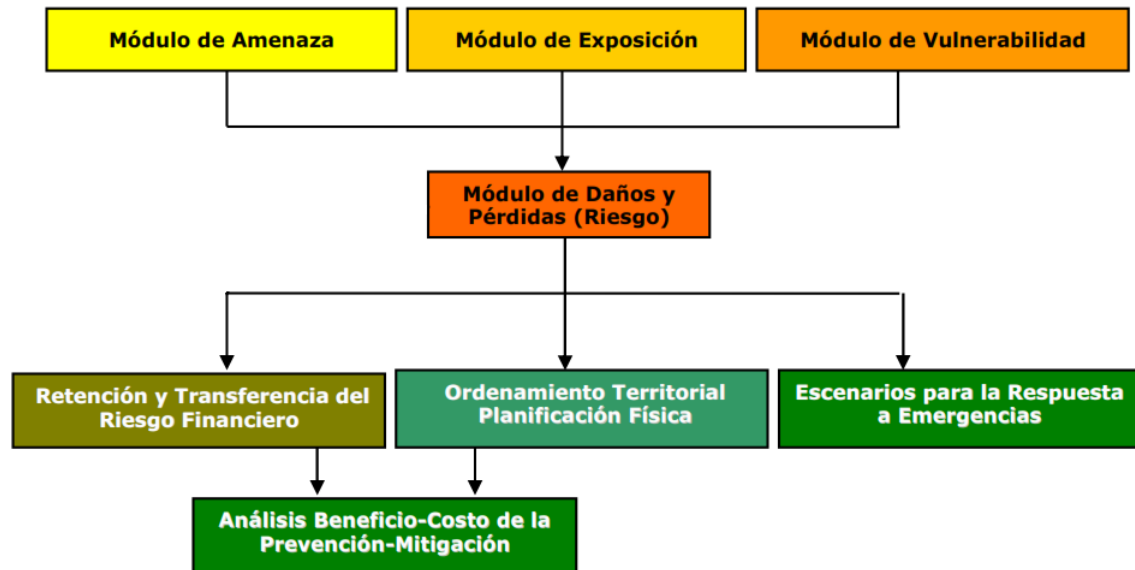 Módulo de Amenaza
Módulo de Exposición
Módulo de Vulnerabilidad
Módulo de Daños y
Pérdidas (Riesgo)
Retención y Transferencia del
Riesgo Financiero
Ordenamiento Territorial
Planificación Física
Escenarios para la Respuesta
a Emergencias
Análisis Beneficio-Costo de la
Prevención-Mitigación